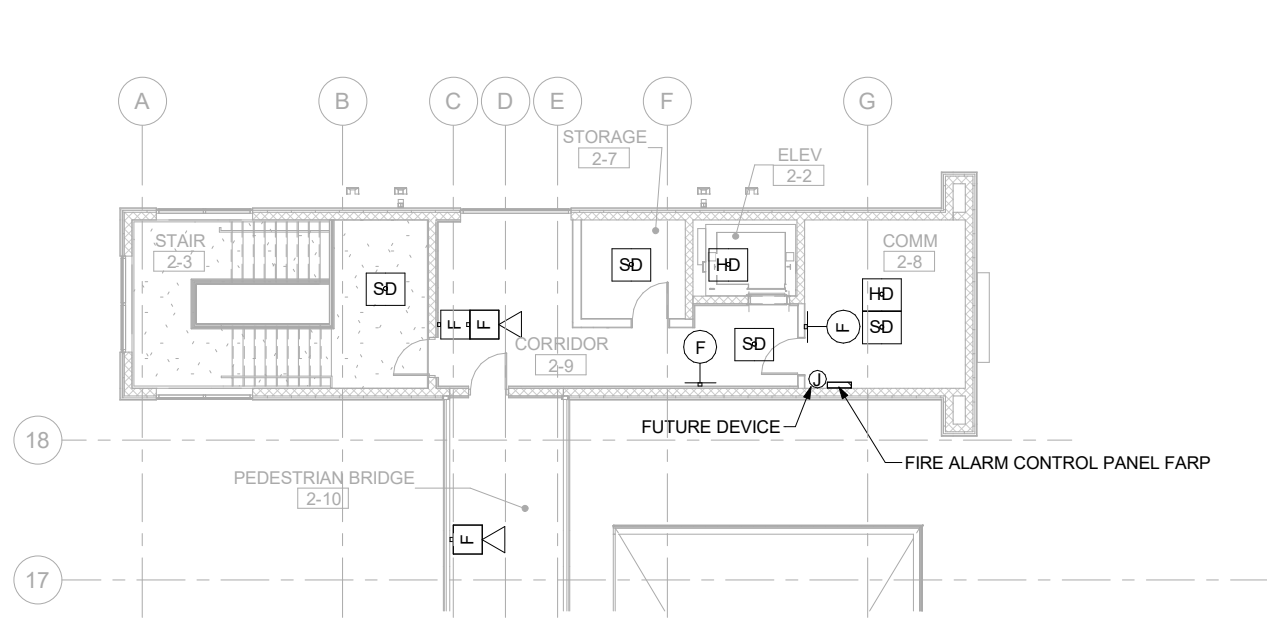 A B C D E F G
STORAGE
2-7
ELEV
2-2
STAIR
2-3
COMM
2-8
SD
HD
SD
HD
SD
F F
F
F
SD
CORRIDOR
2-9
J
FUTURE DEVICE
18
FIRE ALARM CONTROL PANEL FARP
PEDESTRIAN BRIDGE
2-10
F
17